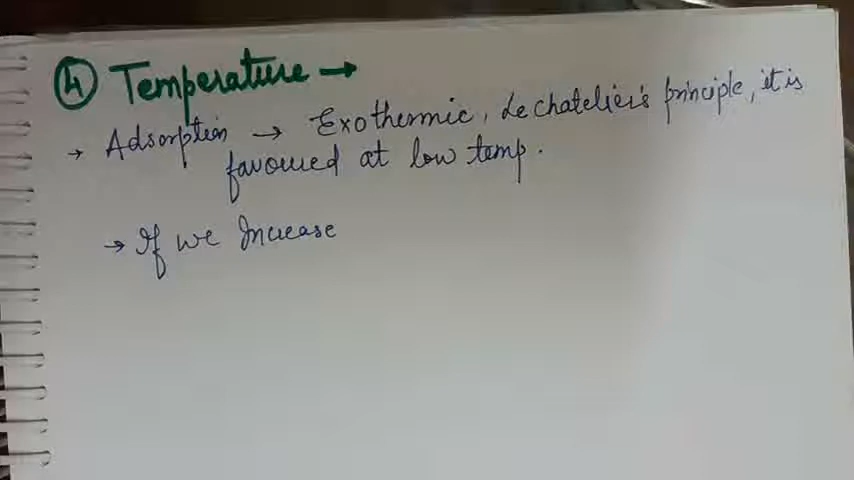 ④ Temperature →
→ Adsorption → Exothermic, Le chatelier's principle, it is
favoured at low temp.
→ If we Increase